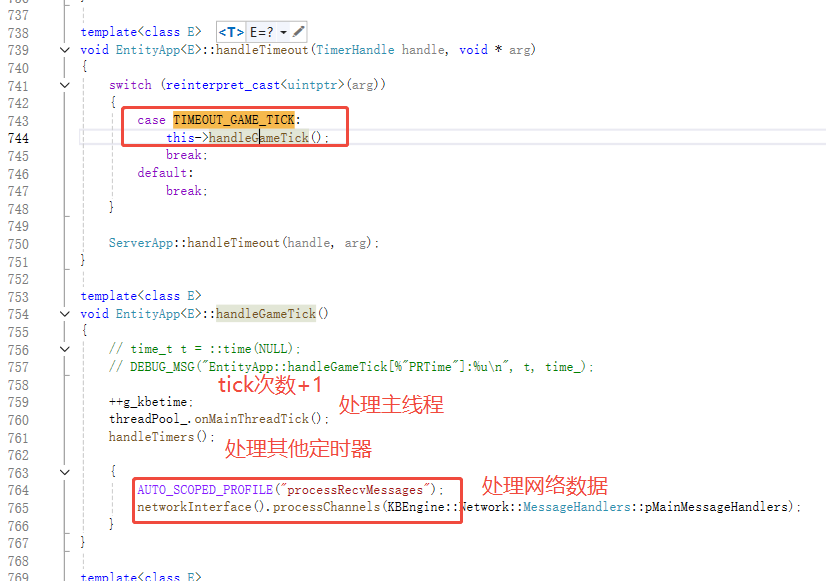 737
738 template<class E> <T> E=?
739 void EntityApp<E>::handleTimeout(TimerHandle handle, void * arg)
740 {
741 switch (reinterpret_cast<uintptr>(arg))
742 {
743 case TIMEOUT_GAME_TICK:
744 this->handleGameTick();
745 break;
746 default:
747 break;
748 }
749
750 ServerApp::handleTimeout(handle, arg);
751 }
752
753 template<class E>
754 void EntityApp<E>::handleGameTick()
755 {
756 // time_t t = ::time(NULL);
757 // DEBUG_MSG("EntityApp::handleGameTick[%"PRTime"]:%u\n", t, time_);
758 tick次数+1
759 ++g_kbetime; 处理主线程
760 threadPool_.onMainThreadTick();
761 handleTimers();
762 处理其他定时器
763 {
764 AUTO_SCOPED_PROFILE("processRecvMessages"); 处理网络数据
765 networkInterface().processChannels(KBEngine::Network::MessageHandlers::pMainMessageHandlers);
766 }
767 }
768
769 template<class E>